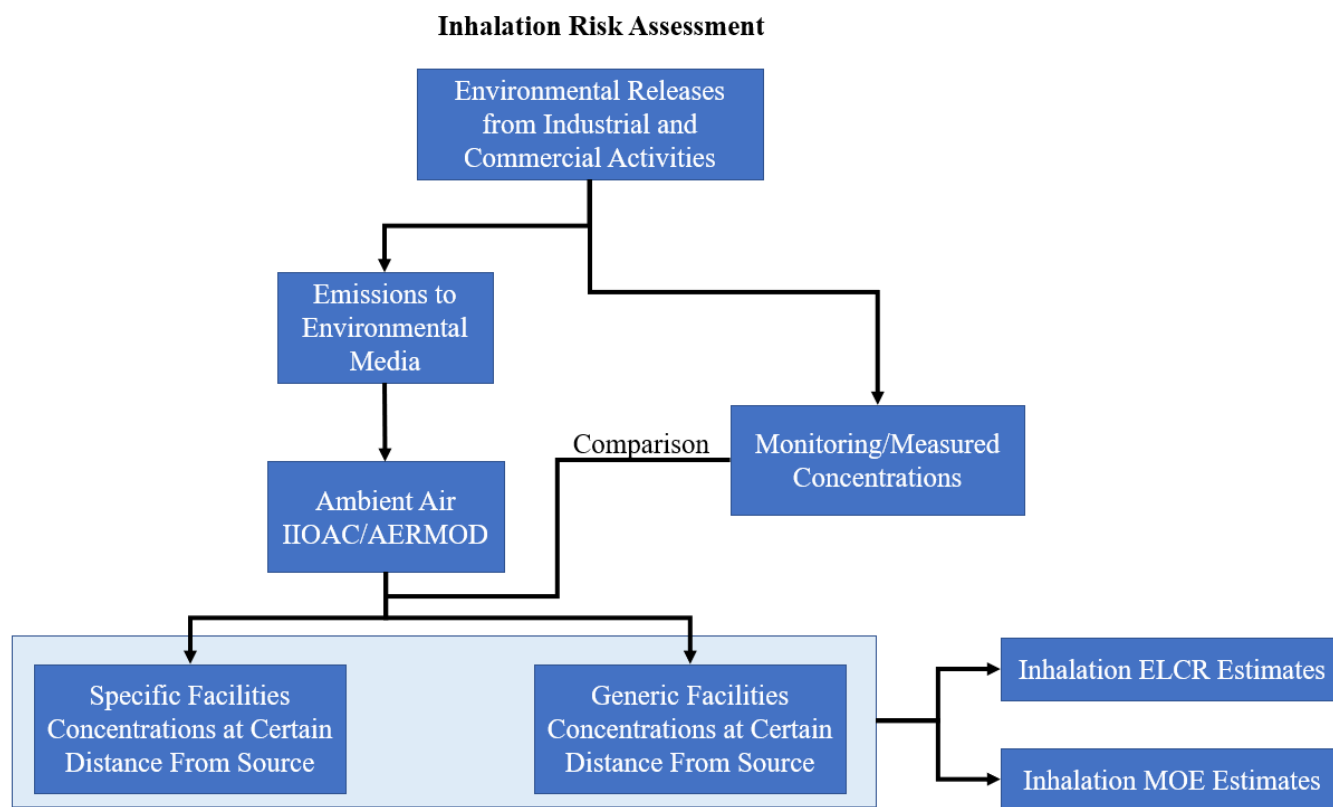 Inhalation Risk Assessment
Environmental Releases
from Industrial and
Commercial Activities
Emissions to
Environmental
Media
Comparison
Monitoring/Measured
Concentrations
Ambient Air
IIOAC/AERMOD
Specific Facilities
Concentrations at Certain
Distance From Source
Generic Facilities
Concentrations at Certain
Distance From Source
Inhalation ELCR Estimates
Inhalation MOE Estimates